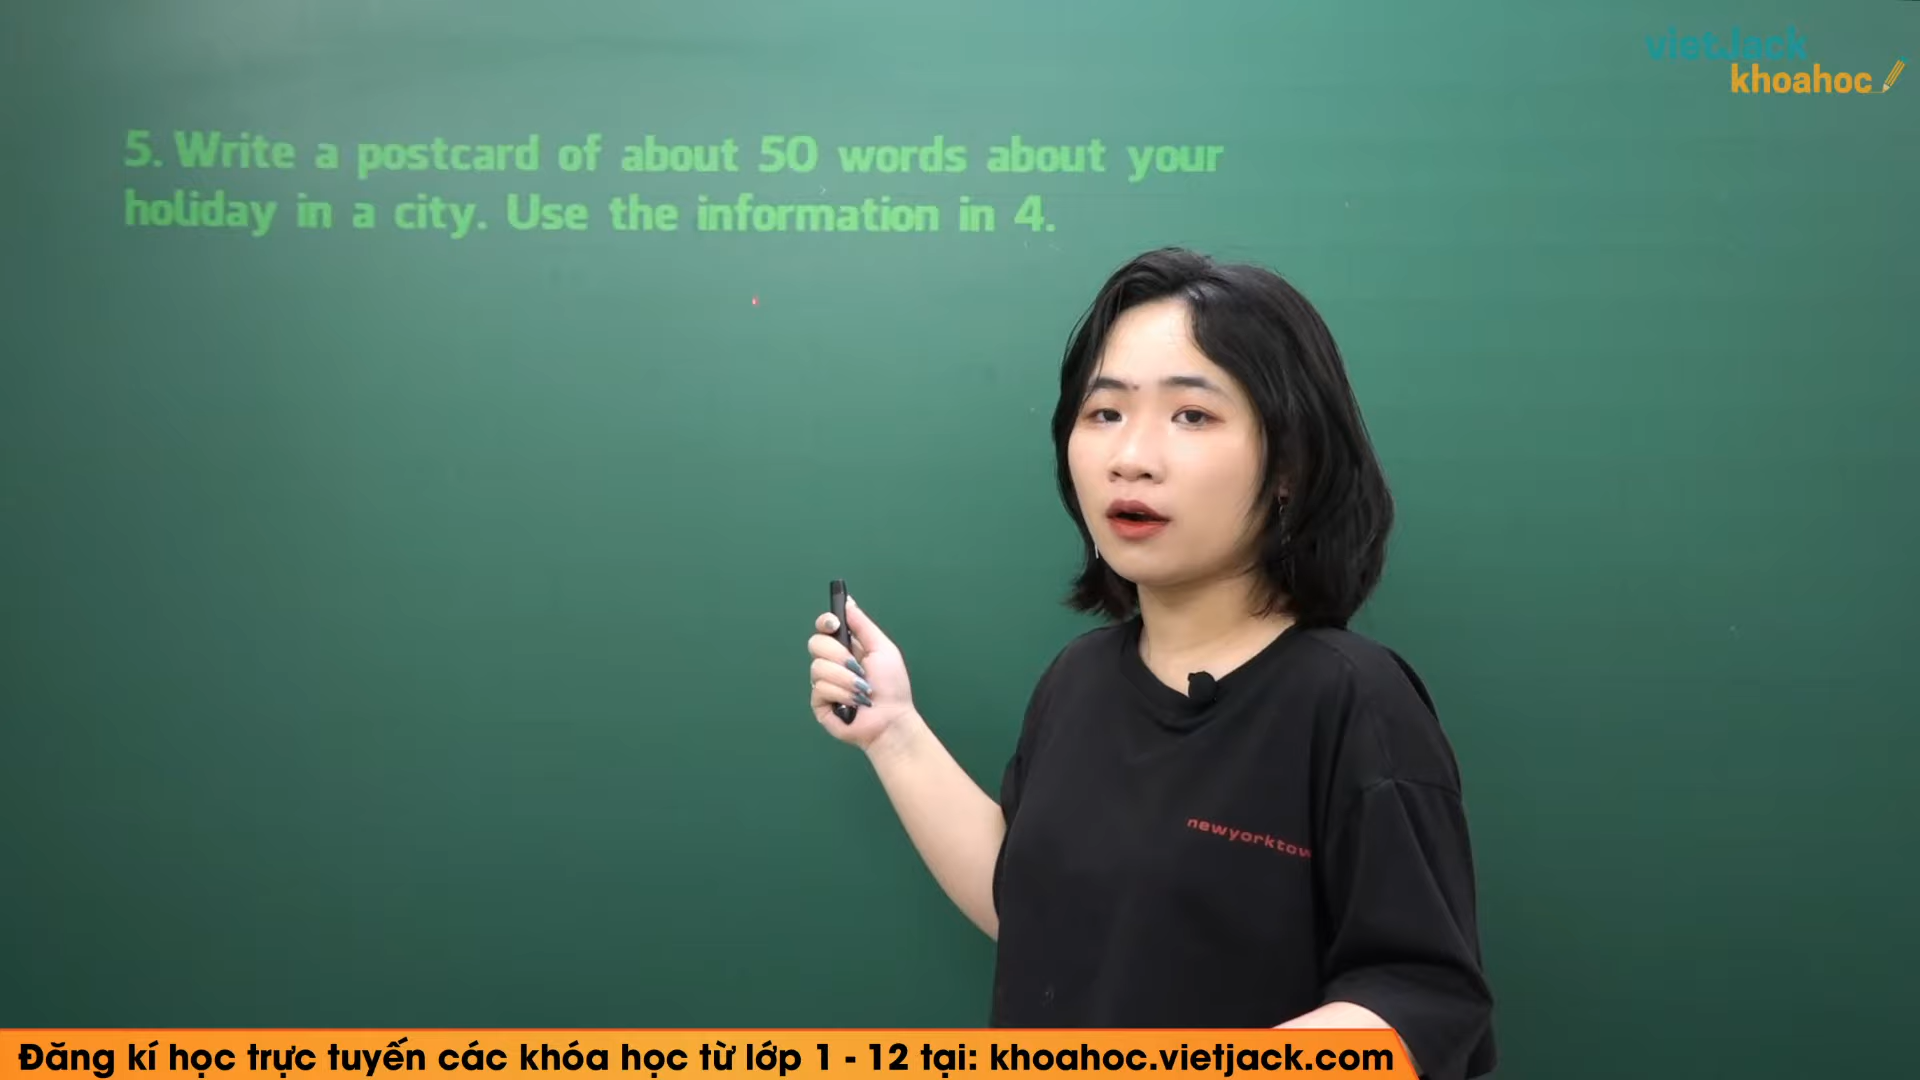 vietJack
khoahoc
5. Write a postcard of about 50 words about your
holiday in a city. Use the information in 4.
newyorktow
Đăng kí học trực tuyến các khóa học từ lớp 1 - 12 tại: khoahoc.vietjack.com